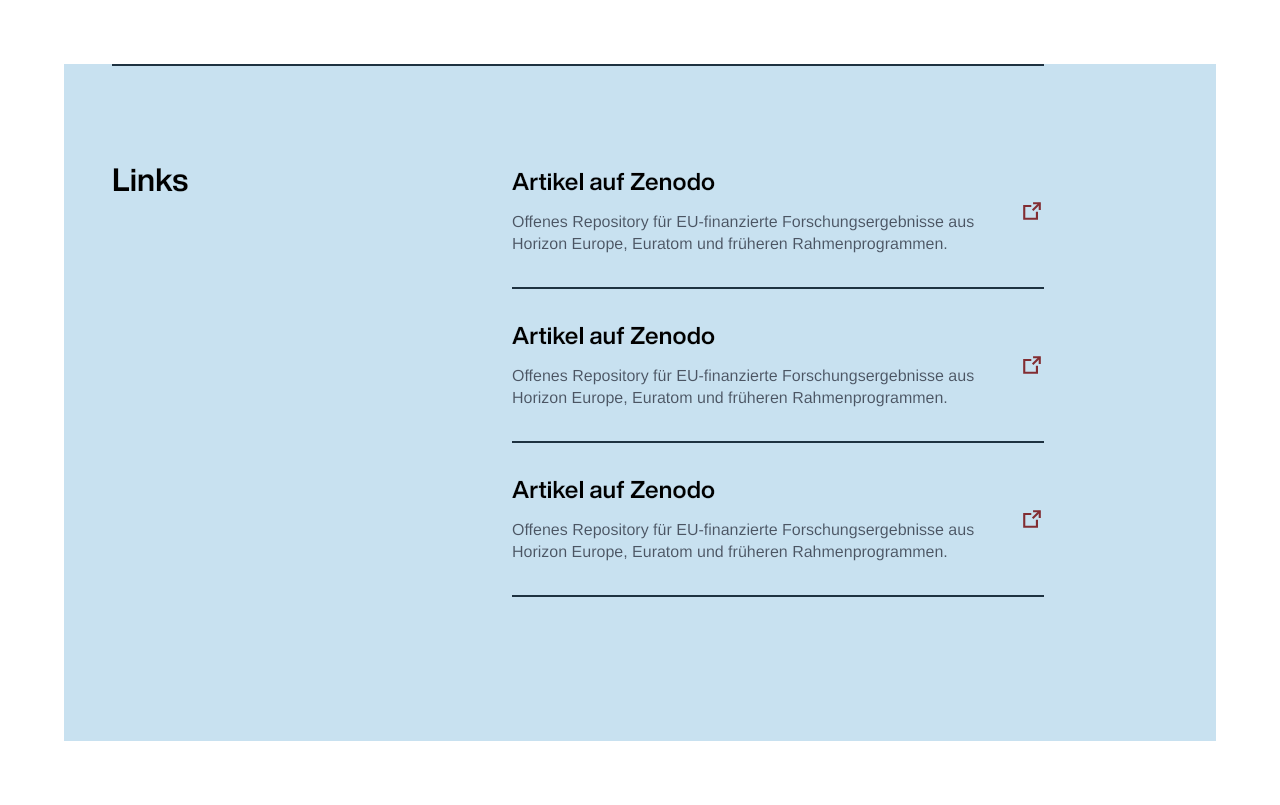 Links
Artikel auf Zenodo
Offenes Repository für EU-finanzierte Forschungsergebnisse aus
Horizon Europe, Euratom und früheren Rahmenprogrammen.
Artikel auf Zenodo
Offenes Repository für EU-finanzierte Forschungsergebnisse aus
Horizon Europe, Euratom und früheren Rahmenprogrammen.
Artikel auf Zenodo
Offenes Repository für EU-finanzierte Forschungsergebnisse aus
Horizon Europe, Euratom und früheren Rahmenprogrammen.